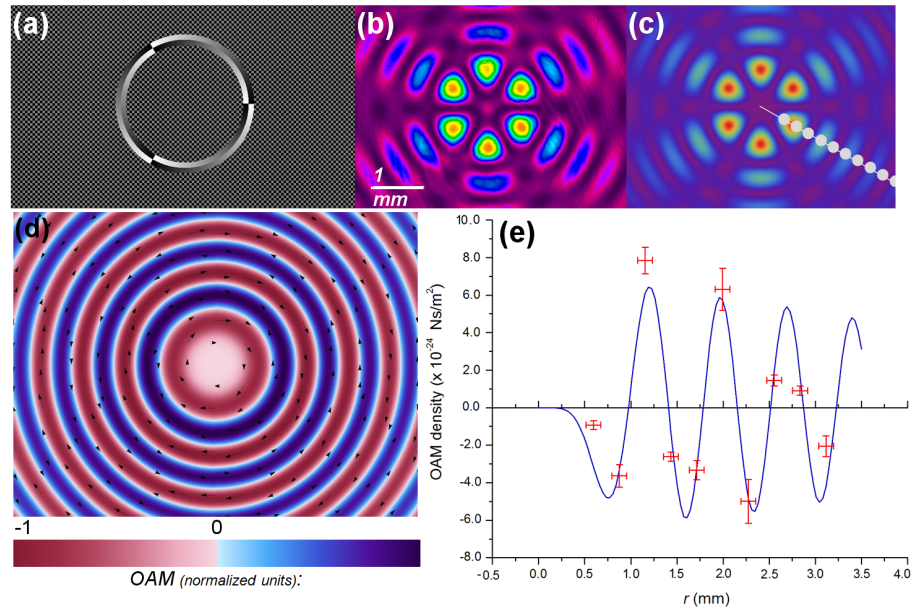 (a)
(b)
1
mm
(c)
(d)
-1
0
OAM (normalized units):
(e)
OAM density (x 10⁻²⁴ Ns/m²)
10.0
8.0
6.0
4.0
2.0
0.0
-2.0
-4.0
-6.0
-8.0
-0.5
0.0
0.5
1.0
1.5
2.0
2.5
3.0
3.5
4.0
r (mm)